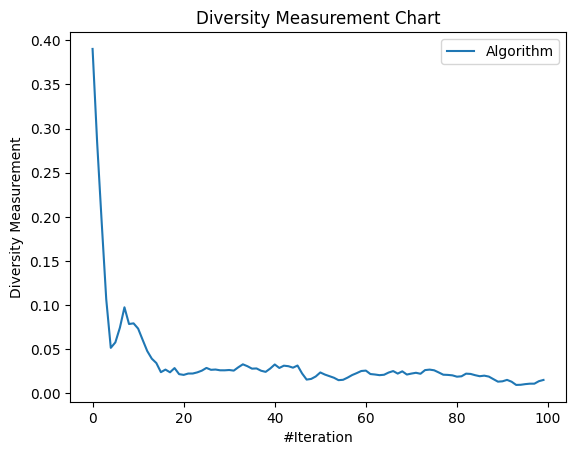 Diversity Measurement Chart
Algorithm
Diversity Measurement
0.40
0.35
0.30
0.25
0.20
0.15
0.10
0.05
0.00
0 20 40 60 80 100
#Iteration